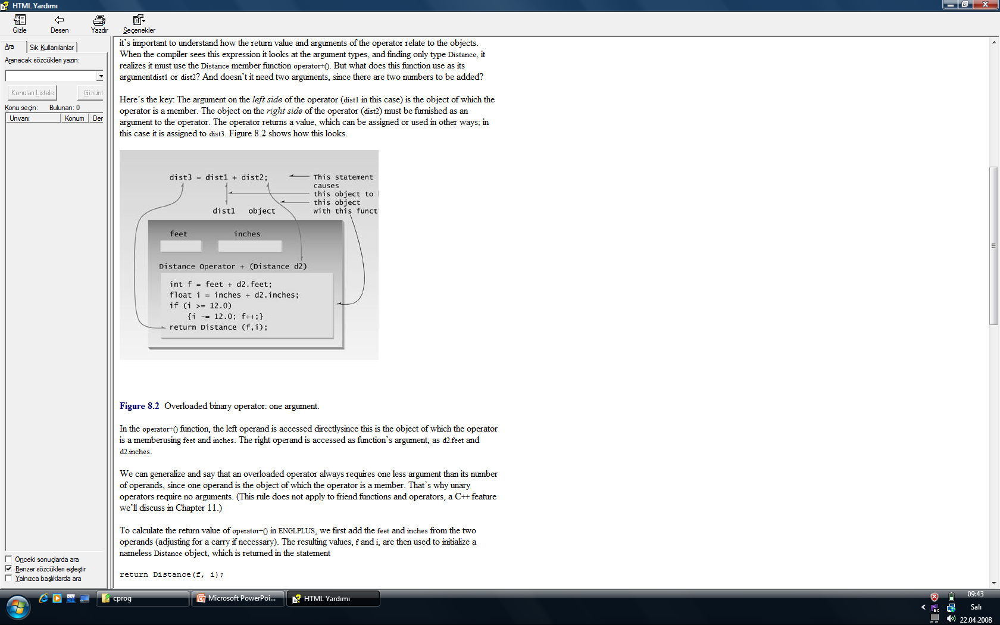 HTML Yardımı
Gizle
Desen
Yazdır
Seçenekler
Ara
Sık Kullanılanlar
Aranacak sözcükleri yazın:
Konuları Listele
Görünt
Konu seçin:
Bulunan: 0
Unvanı
Konum
Der
Önceki sonuçlarda ara
Benzer sözcükleri eşleştir
Yalnızca başlıklarda ara
it's important to understand how the return value and arguments of the operator relate to the objects.
When the compiler sees this expression it looks at the argument types, and finding only type Distance, it
realizes it must use the Distance member function operator+(). But what does this function use as its
argumentdist1 or dist2? And doesn't it need two arguments, since there are two numbers to be added?
Here's the key: The argument on the left side of the operator (dist1 in this case) is the object of which the
operator is a member. The object on the right side of the operator (dist2) must be furnished as an
argument to the operator. The operator returns a value, which can be assigned or used in other ways; in
this case it is assigned to dist3. Figure 8.2 shows how this looks.
dist3 = dist1 + dist2;
This statement
causes
this object to
this object
with this funct
dist1 object
feet
inches
Distance Operator + (Distance d2)
int f = feet + d2.feet;
float i = inches + d2.inches;
if (i >= 12.0)
{i -= 12.0; f++;}
return Distance (f,i);
Figure 8.2 Overloaded binary operator: one argument.
In the operator+() function, the left operand is accessed directlysince this is the object of which the operator
is a memberusing feet and inches. The right operand is accessed as function's argument, as d2.feet and
d2.inches.
We can generalize and say that an overloaded operator always requires one less argument than its number
of operands, since one operand is the object of which the operator is a member. That's why unary
operators require no arguments. (This rule does not apply to friend functions and operators, a C++ feature
we'll discuss in Chapter 11.)
To calculate the return value of operator+() in ENGLPLUS, we first add the feet and inches from the two
operands (adjusting for a carry if necessary). The resulting values, f and i, are then used to initialize a
nameless Distance object, which is returned in the statement
return Distance(f, i);
cprog
Microsoft PowerPoi...
HTML Yardımı
09:43
Salı
22.04.2008